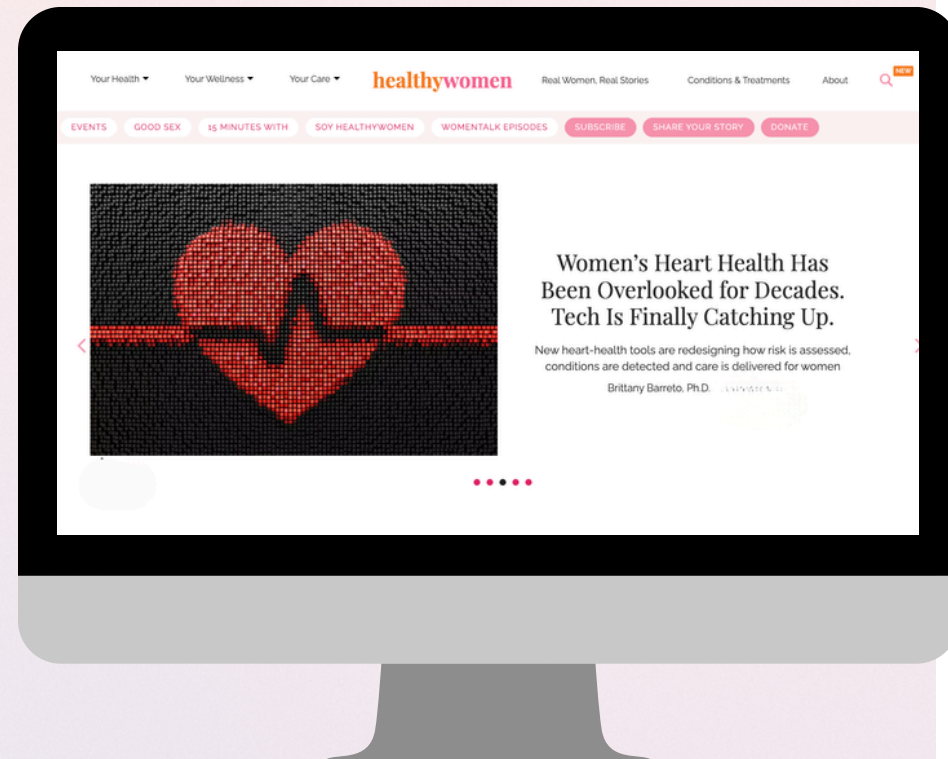 Your Health
Your Wellness
Your Care
healthywomen
Real Women, Real Stories
Conditions & Treatments
About
NEW
EVENTS
GOOD SEX
15 MINUTES WITH
SOY HEALTHYWOMEN
WOMENTALK EPISODES
SUBSCRIBE
SHARE YOUR STORY
DONATE
Women's Heart Health Has
Been Overlooked for Decades.
Tech Is Finally Catching Up.
New heart-health tools are redesigning how risk is assessed,
conditions are detected and care is delivered for women
Brittany Barreto, Ph.D.